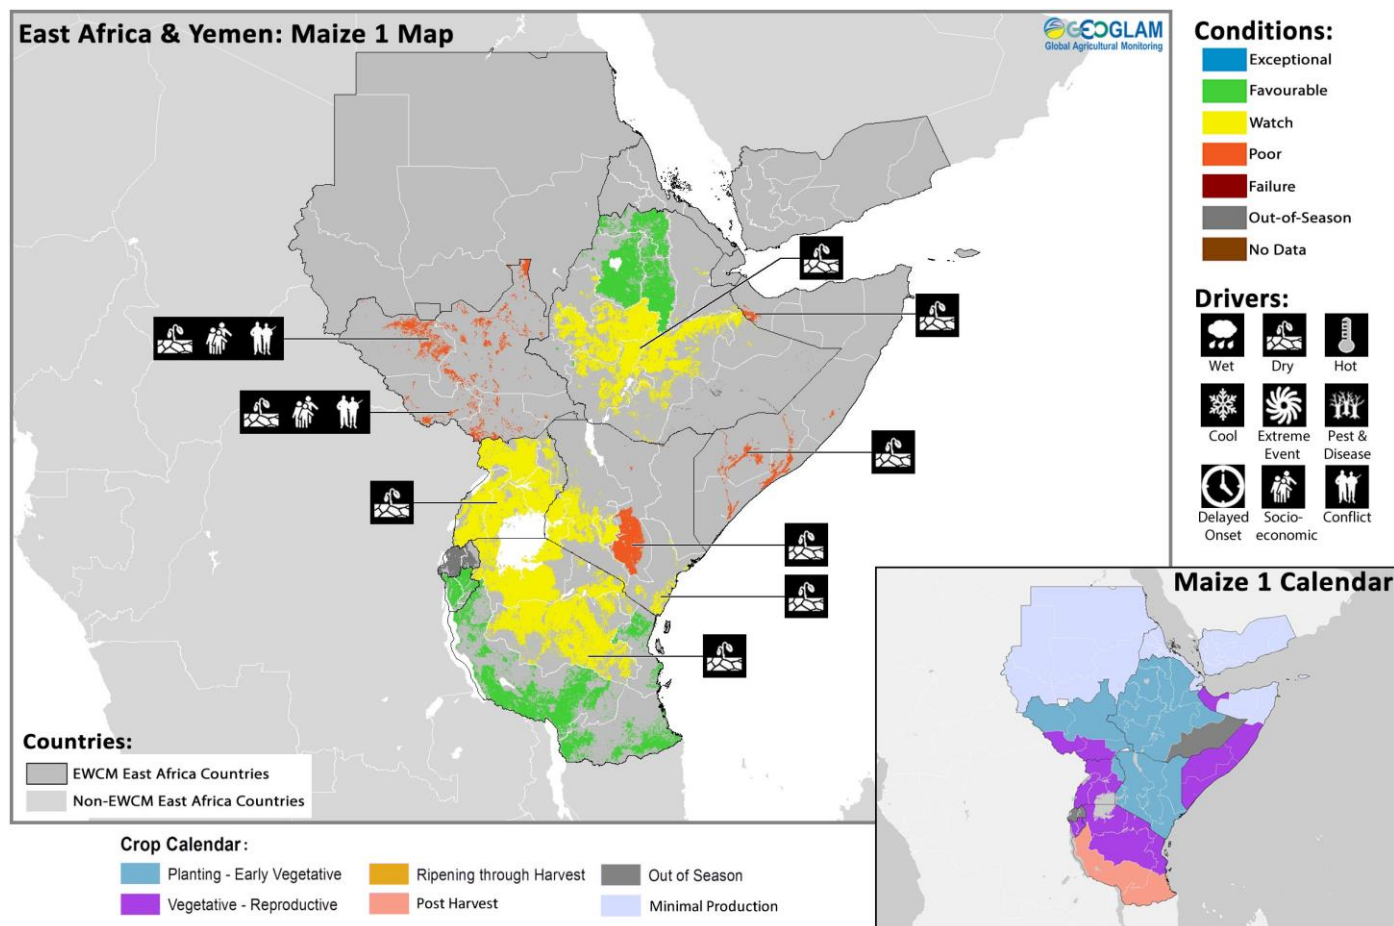 East Africa & Yemen: Maize 1 Map
GEOGLAM
Global Agricultural Monitoring
Conditions:
Exceptional
Favourable
Watch
Poor
Failure
Out-of-Season
No Data
Drivers:
Wet
Dry
Hot
Cool
Extreme
Event
Pest &
Disease
Delayed
Onset
Socio-
economic
Conflict
Countries:
EWCM East Africa Countries
Non-EWCM East Africa Countries
Maize 1 Calendar
Crop Calendar:
Planting - Early Vegetative
Ripening through Harvest
Out of Season
Vegetative - Reproductive
Post Harvest
Minimal Production